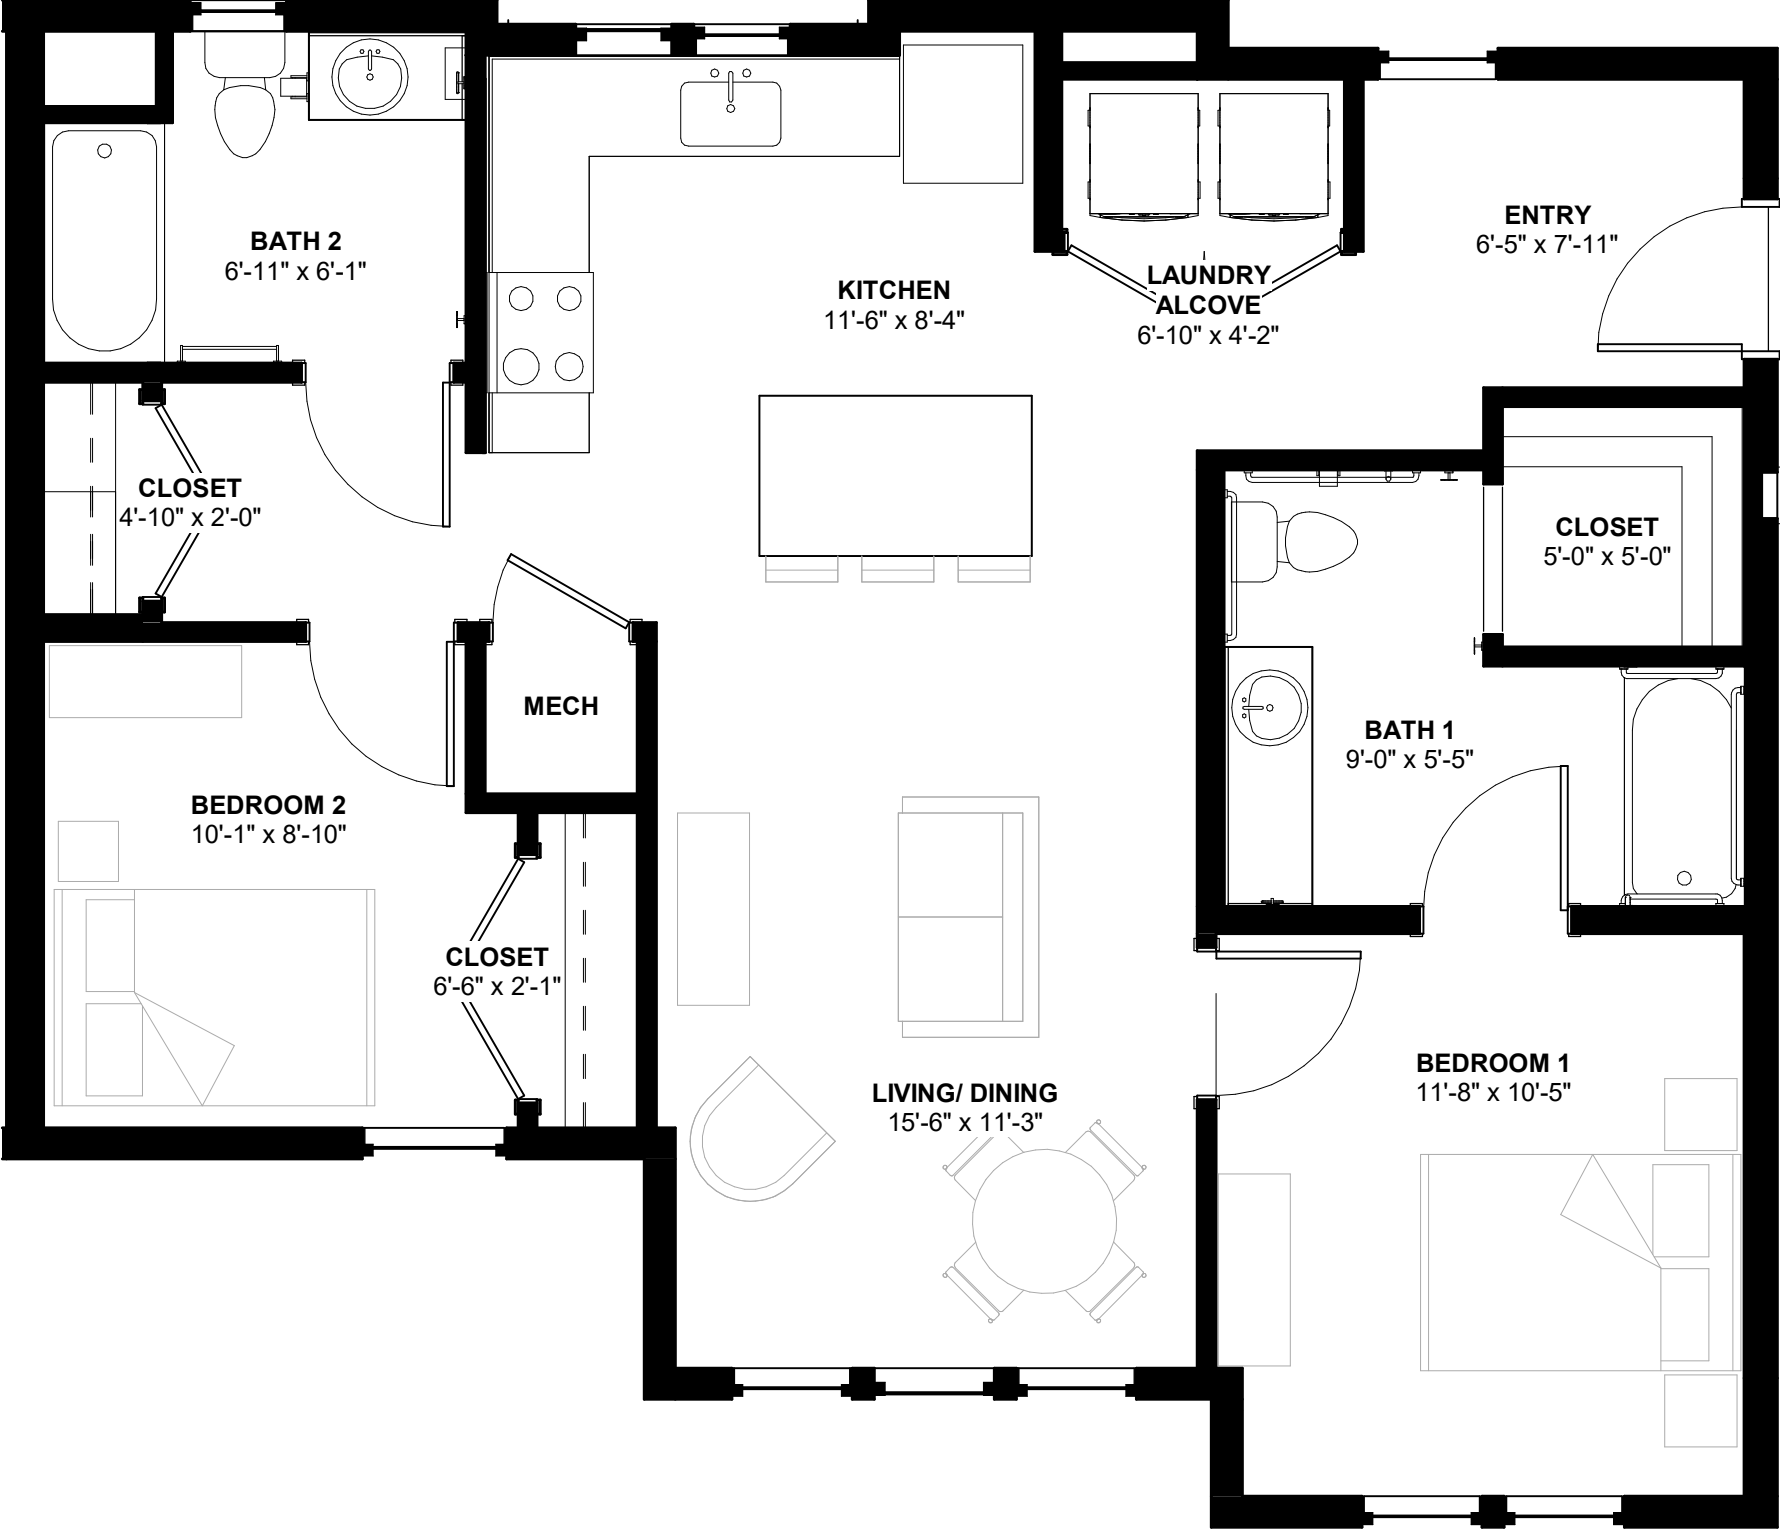 BATH 2
6'-11" x 6'-1"
KITCHEN
11'-6" x 8'-4"
LAUNDRY
ALCOVE
6'-10" x 4'-2"
ENTRY
6'-5" x 7'-11"
CLOSET
4'-10" x 2'-0"
CLOSET
5'-0" x 5'-0"
MECH
BATH 1
9'-0" x 5'-5"
BEDROOM 2
10'-1" x 8'-10"
CLOSET
6'-6" x 2'-1"
LIVING/ DINING
15'-6" x 11'-3"
BEDROOM 1
11'-8" x 10'-5"